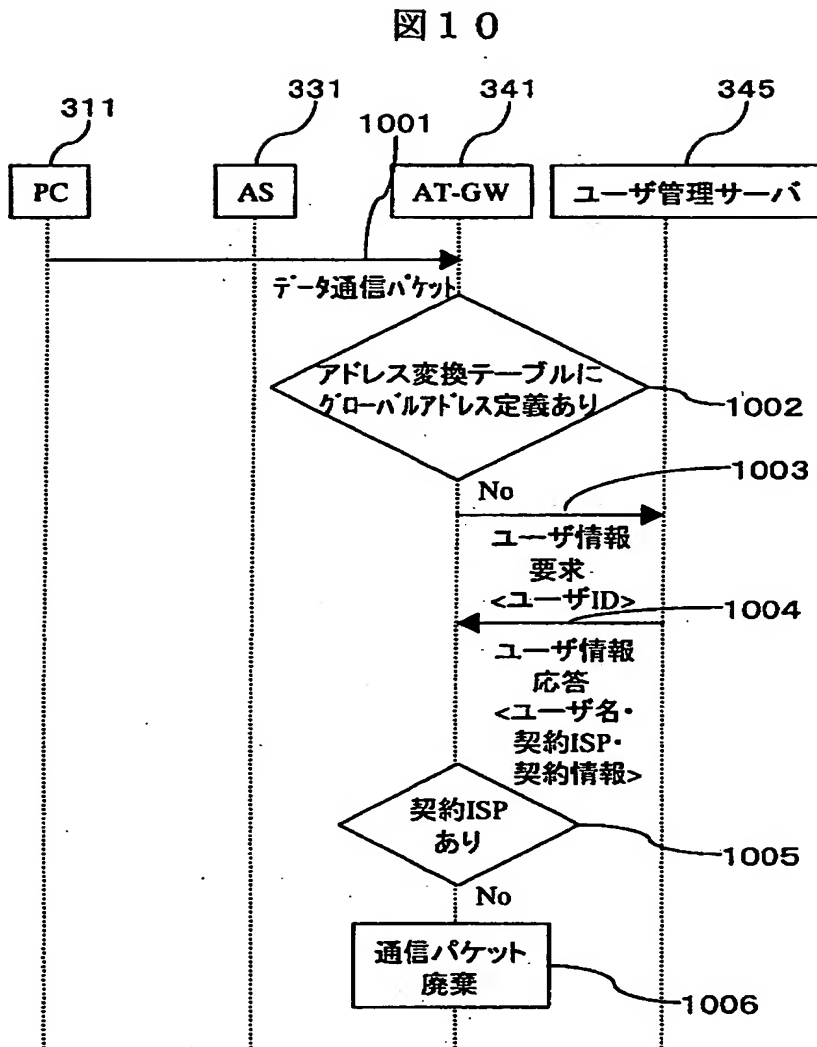 図１０
311
331
341
345
1001
PC
AS
AT-GW
ユーザ管理サーバ
データ通信パケット
アドレス変換テーブルに
グローバルアドレス定義あり
1002
No
1003
ユーザ情報
要求
<ユーザID>
1004
ユーザ情報
応答
<ユーザ名・
契約ISP・
契約情報>
契約ISP
あり
1005
No
通信パケット
廃棄
1006